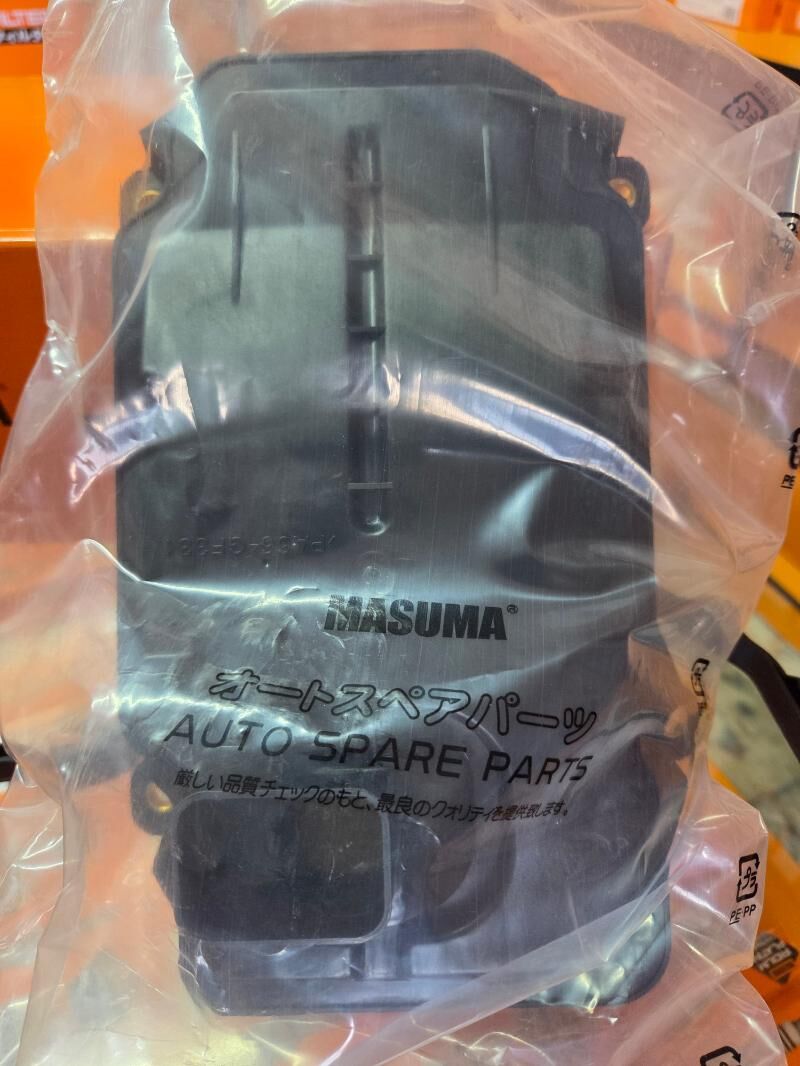 MASUMA®
オートスペアパーツ
AUTO SPARE PARTS
厳しい品質チェックのもと、最良のクオリティを提供致します。
プラ
PE･PP